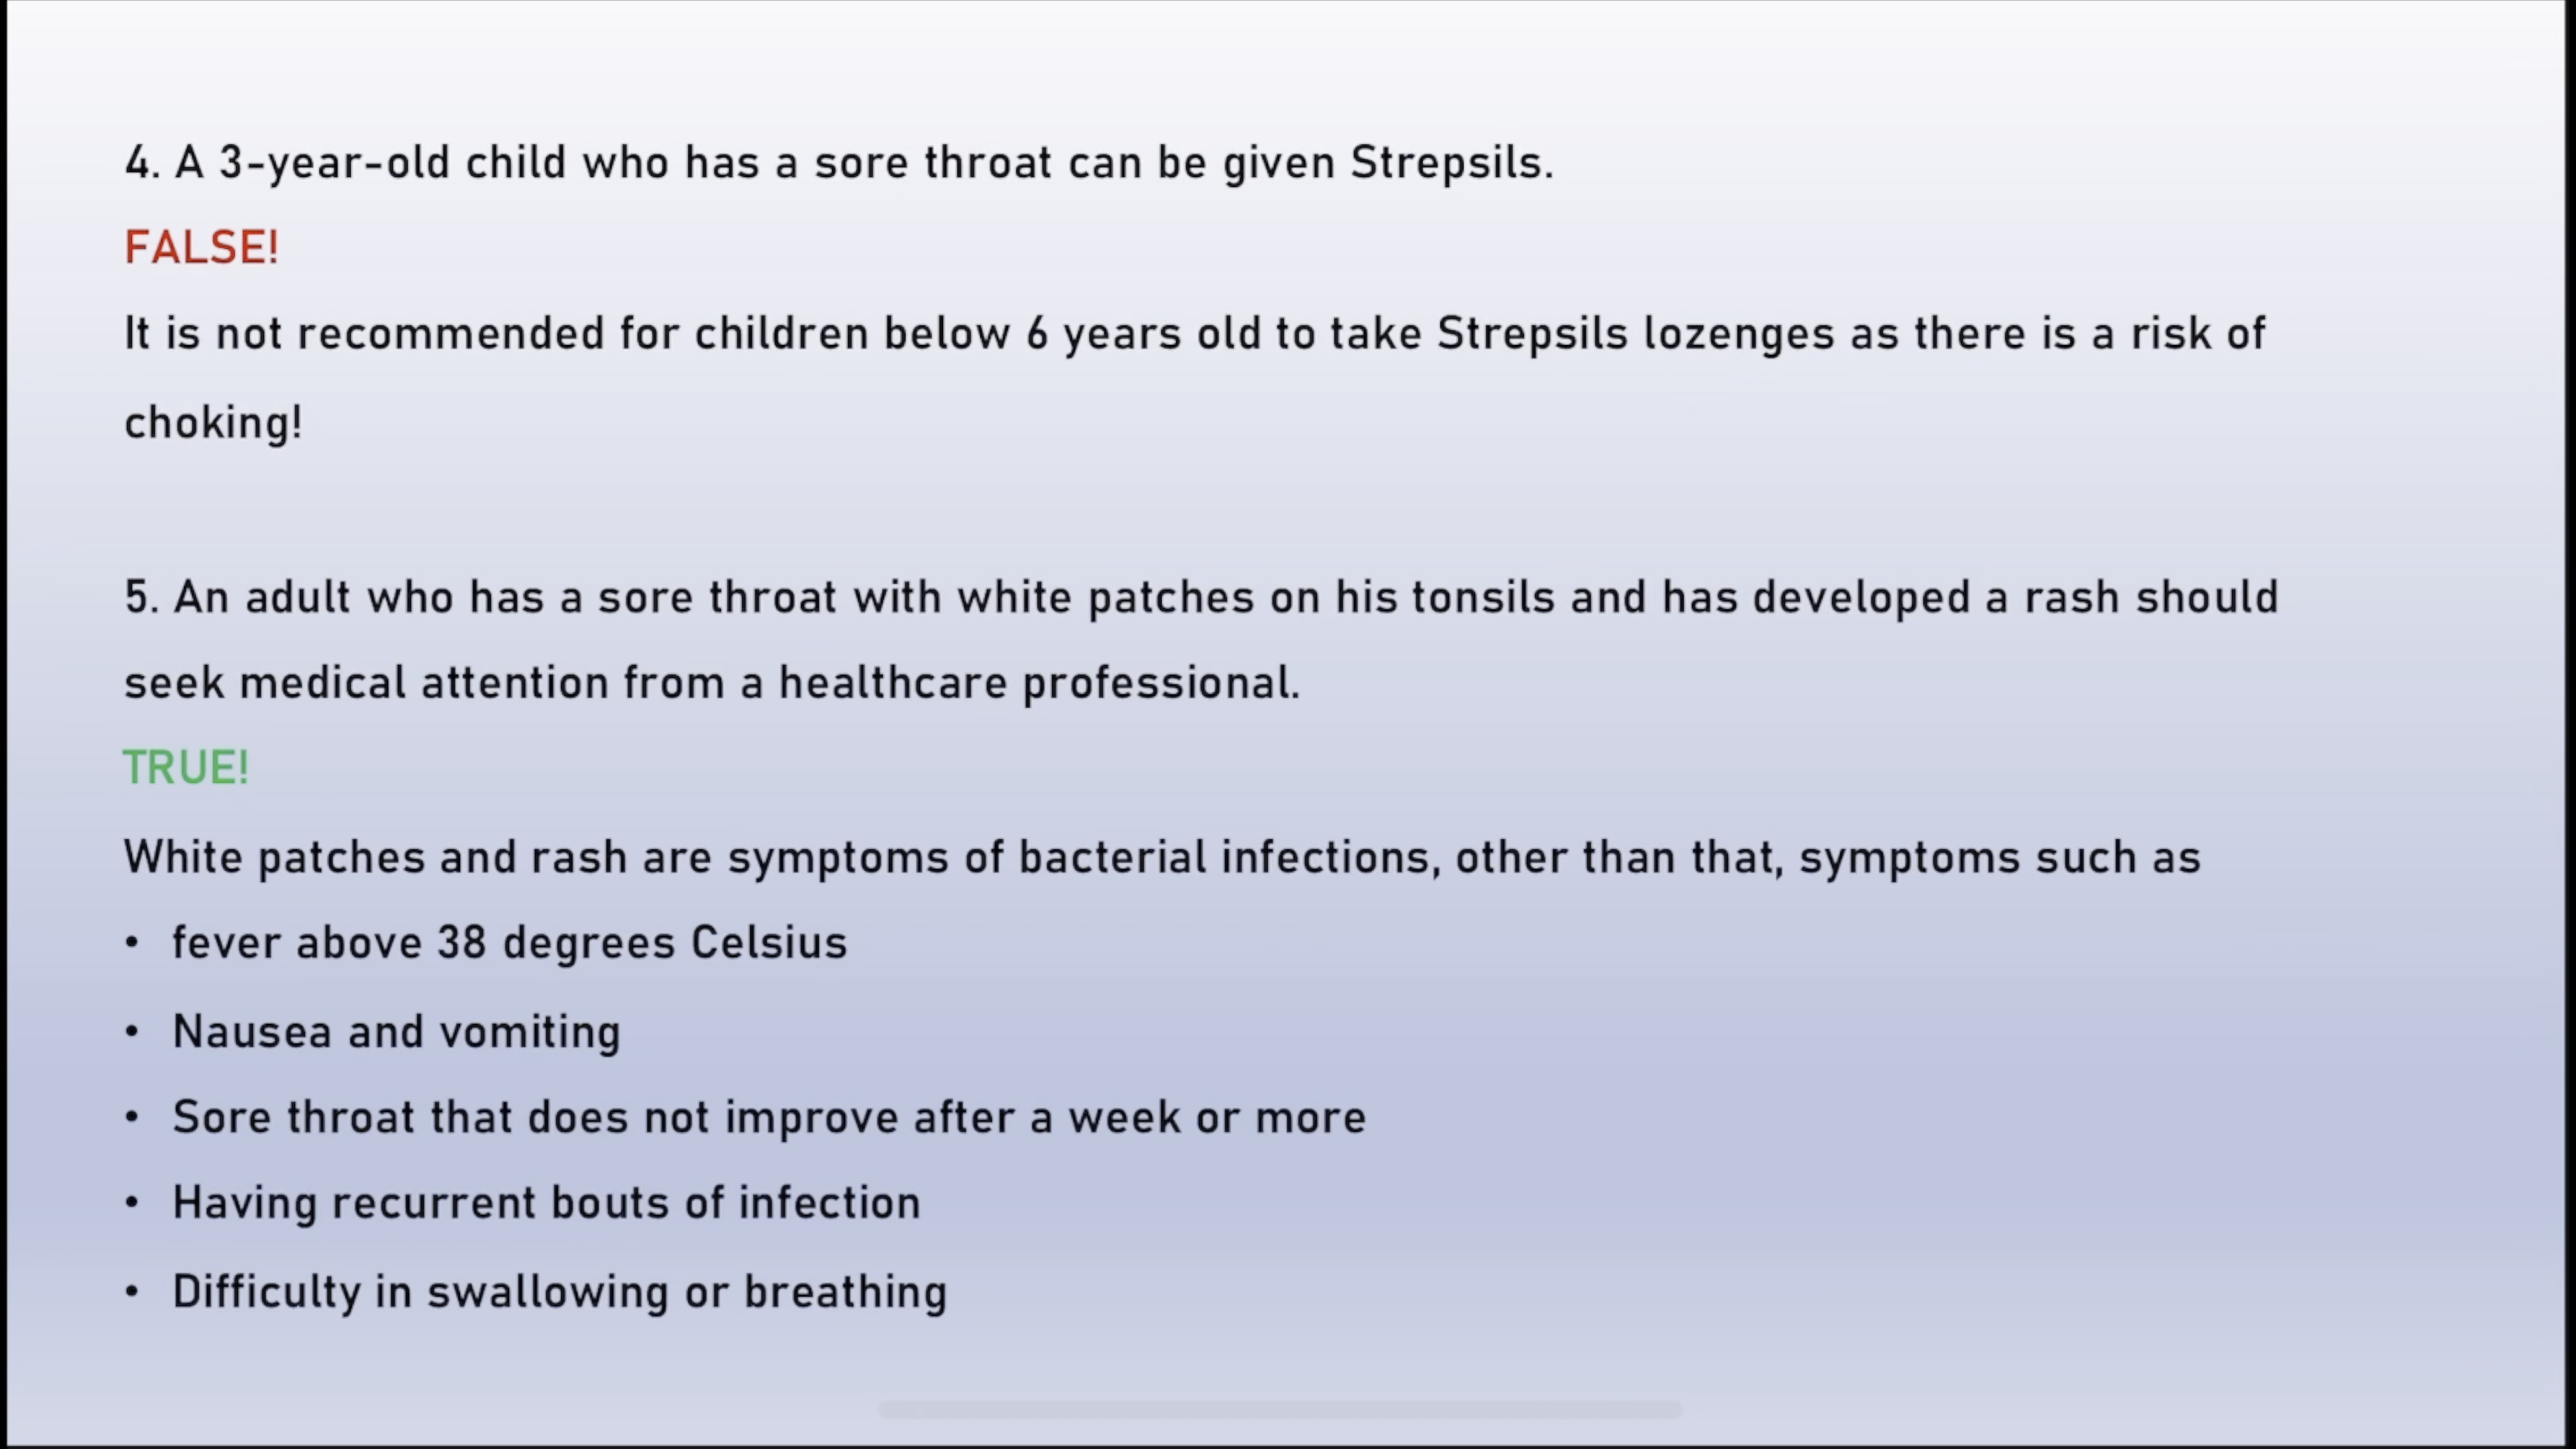 4. A 3-year-old child who has a sore throat can be given Strepsils.
FALSE!
It is not recommended for children below 6 years old to take Strepsils lozenges as there is a risk of
choking!
5. An adult who has a sore throat with white patches on his tonsils and has developed a rash should
seek medical attention from a healthcare professional.
TRUE!
White patches and rash are symptoms of bacterial infections, other than that, symptoms such as
• fever above 38 degrees Celsius
• Nausea and vomiting
• Sore throat that does not improve after a week or more
• Having recurrent bouts of infection
• Difficulty in swallowing or breathing